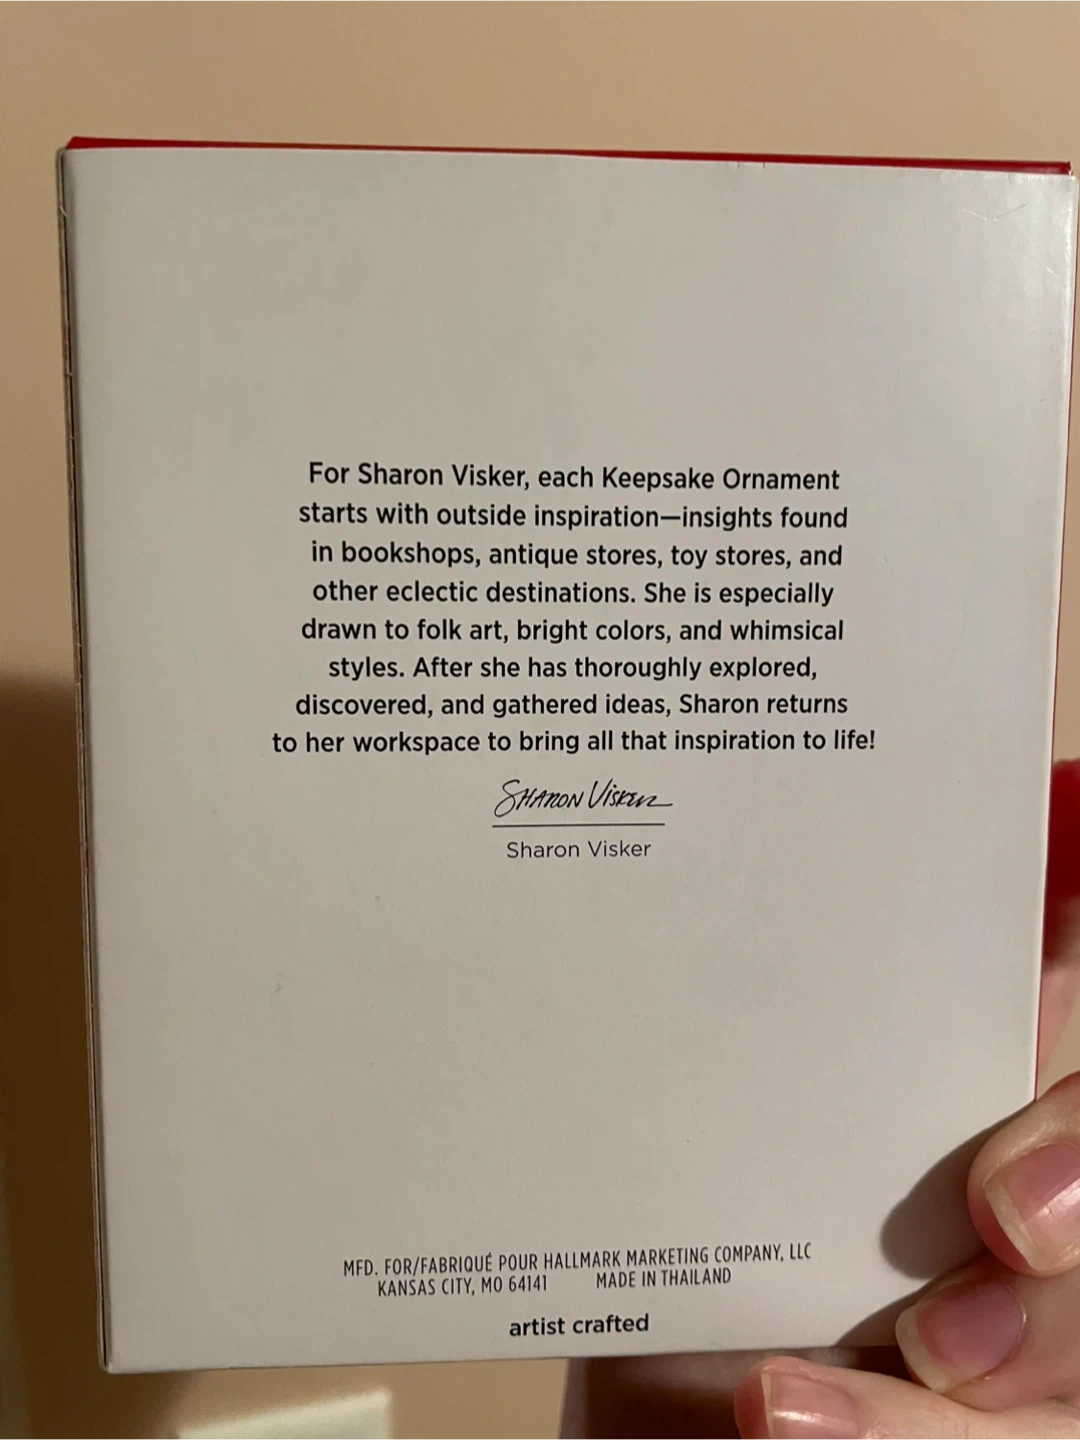 For Sharon Visker, each Keepsake Ornament
starts with outside inspiration—insights found
in bookshops, antique stores, toy stores, and
other eclectic destinations. She is especially
drawn to folk art, bright colors, and whimsical
styles. After she has thoroughly explored,
discovered, and gathered ideas, Sharon returns
to her workspace to bring all that inspiration to life!
Sharon Visker
Sharon Visker
MFD. FOR/FABRIQUÉ POUR HALLMARK MARKETING COMPANY, LLC
KANSAS CITY, MO 64141 MADE IN THAILAND
artist crafted